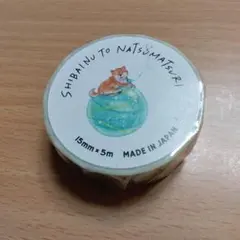 SHIBAINU TO NATSUMATSURI
15mm × 5m
MADE IN JAPAN